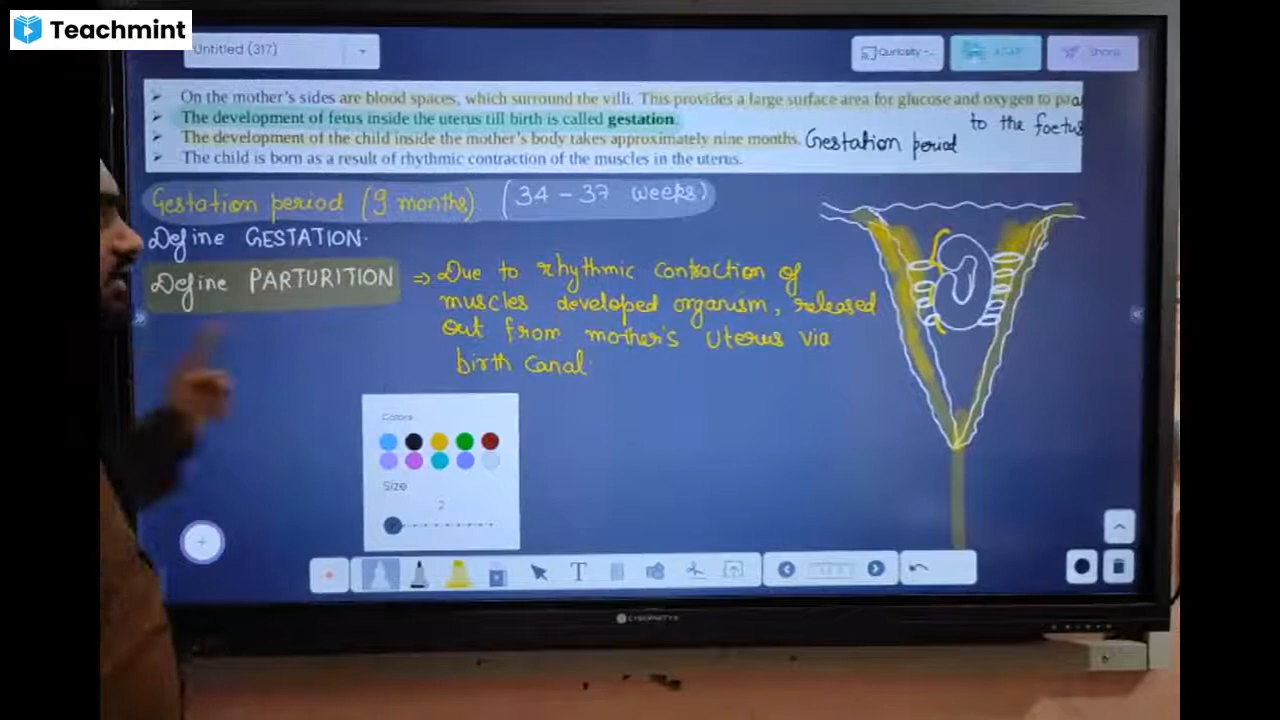 Teachmint
Untitled (317)
On the mother's sides are blood spaces, which surround the villi. This provides a large surface area for glucose and oxygen to
to the foetus
The development of fetus inside the uterus till birth is called gestation.
The development of the child inside the mother's body takes approximately nine months. Gestation period
The child is born as a result of rhythmic contraction of the muscles in the uterus.
Gestation period (9 months) (34 - 37 weeks)
Define GESTATION.
Define PARTURITION ⇒ Due to rhythmic contraction of
muscles developed organism, released
out from mother's uterus via
birth canal.
Colors
Size
2
T